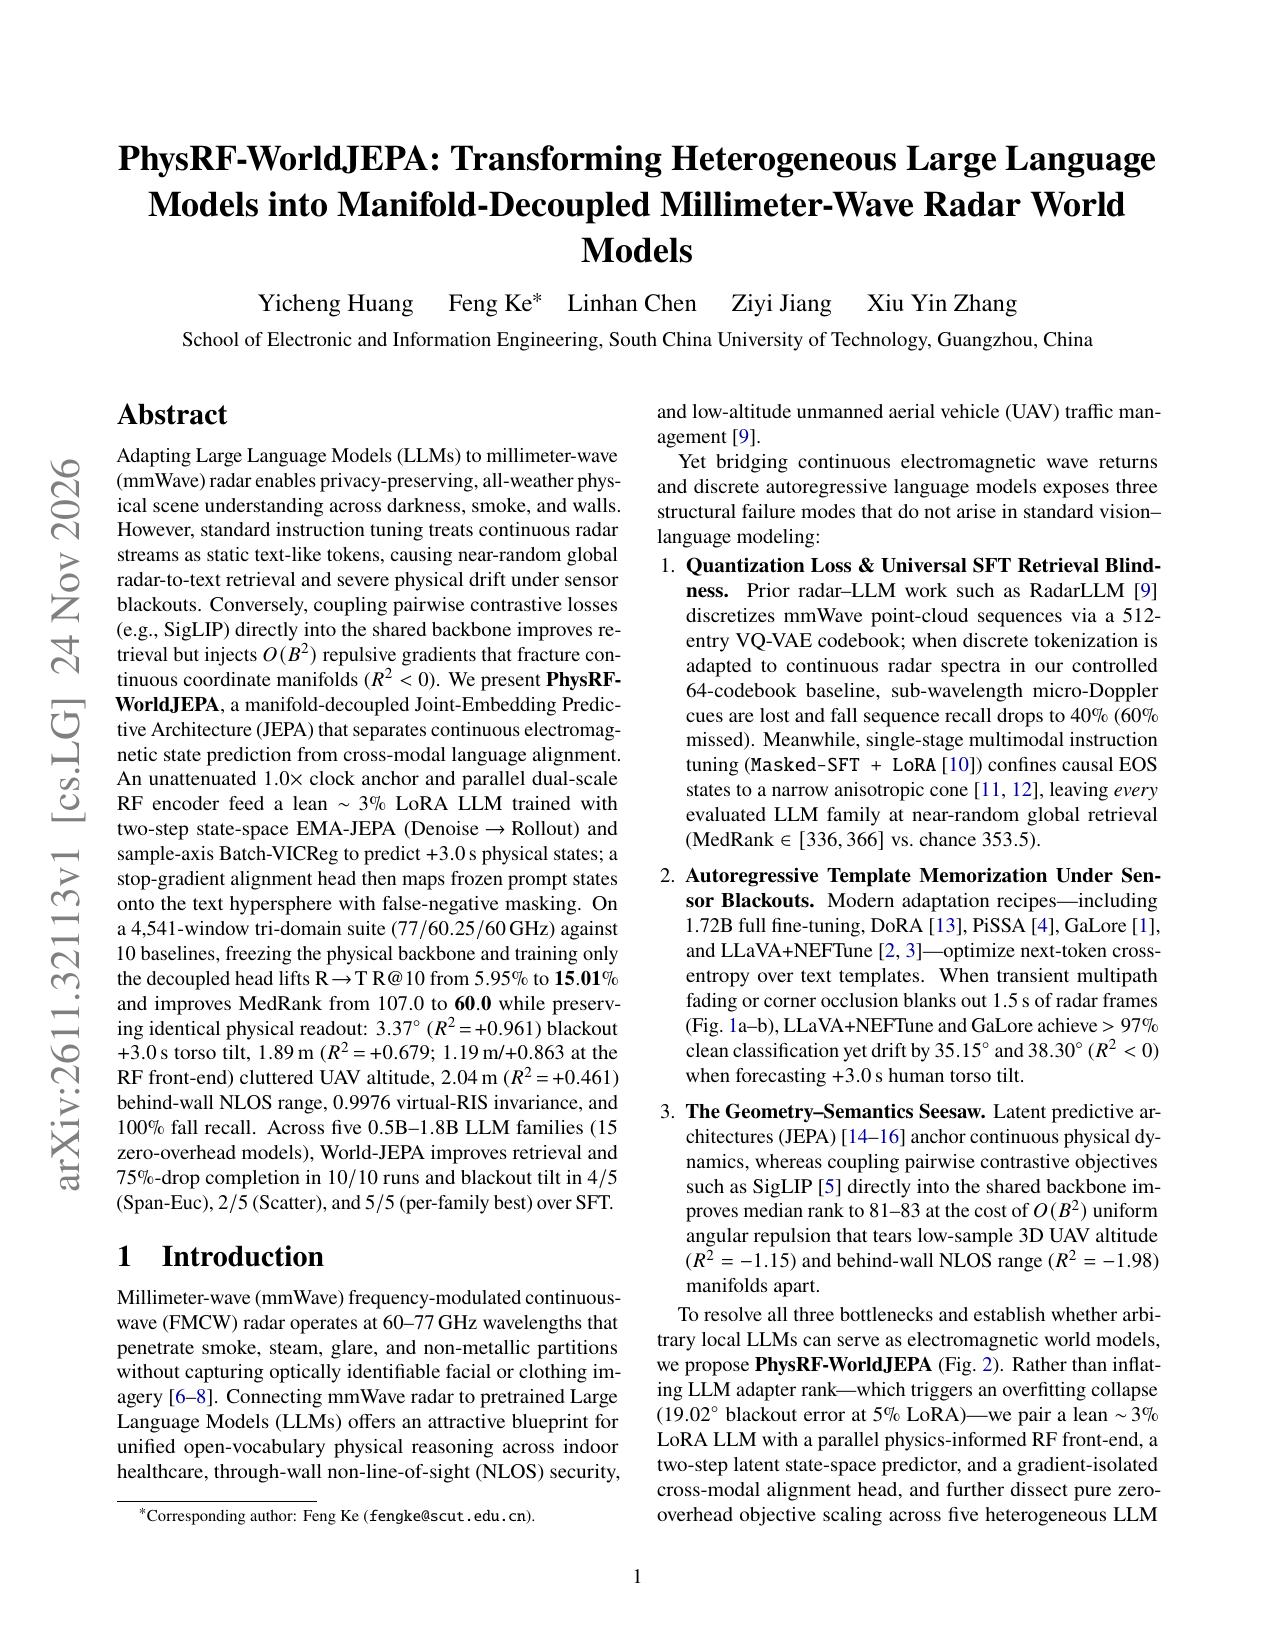 arXiv:2611.32113v1 [cs.LG] 24 Nov 2026
PhysRF-WorldJEPA: Transforming Heterogeneous Large Language
Models into Manifold-Decoupled Millimeter-Wave Radar World
Models
Yicheng Huang Feng Ke* Linhan Chen Ziyi Jiang Xiu Yin Zhang
School of Electronic and Information Engineering, South China University of Technology, Guangzhou, China
Abstract
Adapting Large Language Models (LLMs) to millimeter-wave
(mmWave) radar enables privacy-preserving, all-weather phys-
ical scene understanding across darkness, smoke, and walls.
However, standard instruction tuning treats continuous radar
streams as static text-like tokens, causing near-random global
radar-to-text retrieval and severe physical drift under sensor
blackouts. Conversely, coupling pairwise contrastive losses
(e.g., SigLIP) directly into the shared backbone improves re-
trieval but injects O(B²) repulsive gradients that fracture con-
tinuous coordinate manifolds (R² < 0). We present PhysRF-
WorldJEPA, a manifold-decoupled Joint-Embedding Predic-
tive Architecture (JEPA) that separates continuous electromag-
netic state prediction from cross-modal language alignment.
An unattenuated 1.0× clock anchor and parallel dual-scale
RF encoder feed a lean ∼ 3% LoRA LLM trained with
two-step state-space EMA-JEPA (Denoise → Rollout) and
sample-axis Batch-VICReg to predict +3.0 s physical states; a
stop-gradient alignment head then maps frozen prompt states
onto the text hypersphere with false-negative masking. On
a 4,541-window tri-domain suite (77/60.25/60 GHz) against
10 baselines, freezing the physical backbone and training only
the decoupled head lifts R→T R@10 from 5.95% to 15.01%
and improves MedRank from 107.0 to 60.0 while preserv-
ing identical physical readout: 3.37° (R² = +0.961) blackout
+3.0 s torso tilt, 1.89 m (R² = +0.679; 1.19 m/+0.863 at the
RF front-end) cluttered UAV altitude, 2.04 m (R² = +0.461)
behind-wall NLOS range, 0.9976 virtual-RIS invariance, and
100% fall recall. Across five 0.5B–1.8B LLM families (15
zero-overhead models), World-JEPA improves retrieval and
75%-drop completion in 10/10 runs and blackout tilt in 4/5
(Span-Euc), 2/5 (Scatter), and 5/5 (per-family best) over SFT.
1 Introduction
Millimeter-wave (mmWave) frequency-modulated continuous-
wave (FMCW) radar operates at 60–77 GHz wavelengths that
penetrate smoke, steam, glare, and non-metallic partitions
without capturing optically identifiable facial or clothing im-
agery [6–8]. Connecting mmWave radar to pretrained Large
Language Models (LLMs) offers an attractive blueprint for
unified open-vocabulary physical reasoning across indoor
healthcare, through-wall non-line-of-sight (NLOS) security,
*Corresponding author: Feng Ke (fengke@scut.edu.cn).
and low-altitude unmanned aerial vehicle (UAV) traffic man-
agement [9].
Yet bridging continuous electromagnetic wave returns
and discrete autoregressive language models exposes three
structural failure modes that do not arise in standard vision–
language modeling:
1. Quantization Loss & Universal SFT Retrieval Blind-
ness. Prior radar–LLM work such as RadarLLM [9]
discretizes mmWave point-cloud sequences via a 512-
entry VQ-VAE codebook; when discrete tokenization is
adapted to continuous radar spectra in our controlled
64-codebook baseline, sub-wavelength micro-Doppler
cues are lost and fall sequence recall drops to 40% (60%
missed). Meanwhile, single-stage multimodal instruction
tuning (Masked-SFT + LoRA [10]) confines causal EOS
states to a narrow anisotropic cone [11, 12], leaving every
evaluated LLM family at near-random global retrieval
(MedRank ∈ [336, 366] vs. chance 353.5).
2. Autoregressive Template Memorization Under Sen-
sor Blackouts. Modern adaptation recipes—including
1.72B full fine-tuning, DoRA [13], PiSSA [4], GaLore [1],
and LLaVA+NEFTune [2, 3]—optimize next-token cross-
entropy over text templates. When transient multipath
fading or corner occlusion blanks out 1.5 s of radar frames
(Fig. 1a–b), LLaVA+NEFTune and GaLore achieve > 97%
clean classification yet drift by 35.15° and 38.30° (R² < 0)
when forecasting +3.0 s human torso tilt.
3. The Geometry–Semantics Seesaw. Latent predictive ar-
chitectures (JEPA) [14–16] anchor continuous physical dy-
namics, whereas coupling pairwise contrastive objectives
such as SigLIP [5] directly into the shared backbone im-
proves median rank to 81–83 at the cost of O(B²) uniform
angular repulsion that tears low-sample 3D UAV altitude
(R² = −1.15) and behind-wall NLOS range (R² = −1.98)
manifolds apart.
To resolve all three bottlenecks and establish whether arbi-
trary local LLMs can serve as electromagnetic world models,
we propose PhysRF-WorldJEPA (Fig. 2). Rather than inflat-
ing LLM adapter rank—which triggers an overfitting collapse
(19.02° blackout error at 5% LoRA)—we pair a lean ∼ 3%
LoRA LLM with a parallel physics-informed RF front-end, a
two-step latent state-space predictor, and a gradient-isolated
cross-modal alignment head, and further dissect pure zero-
overhead objective scaling across five heterogeneous LLM
1